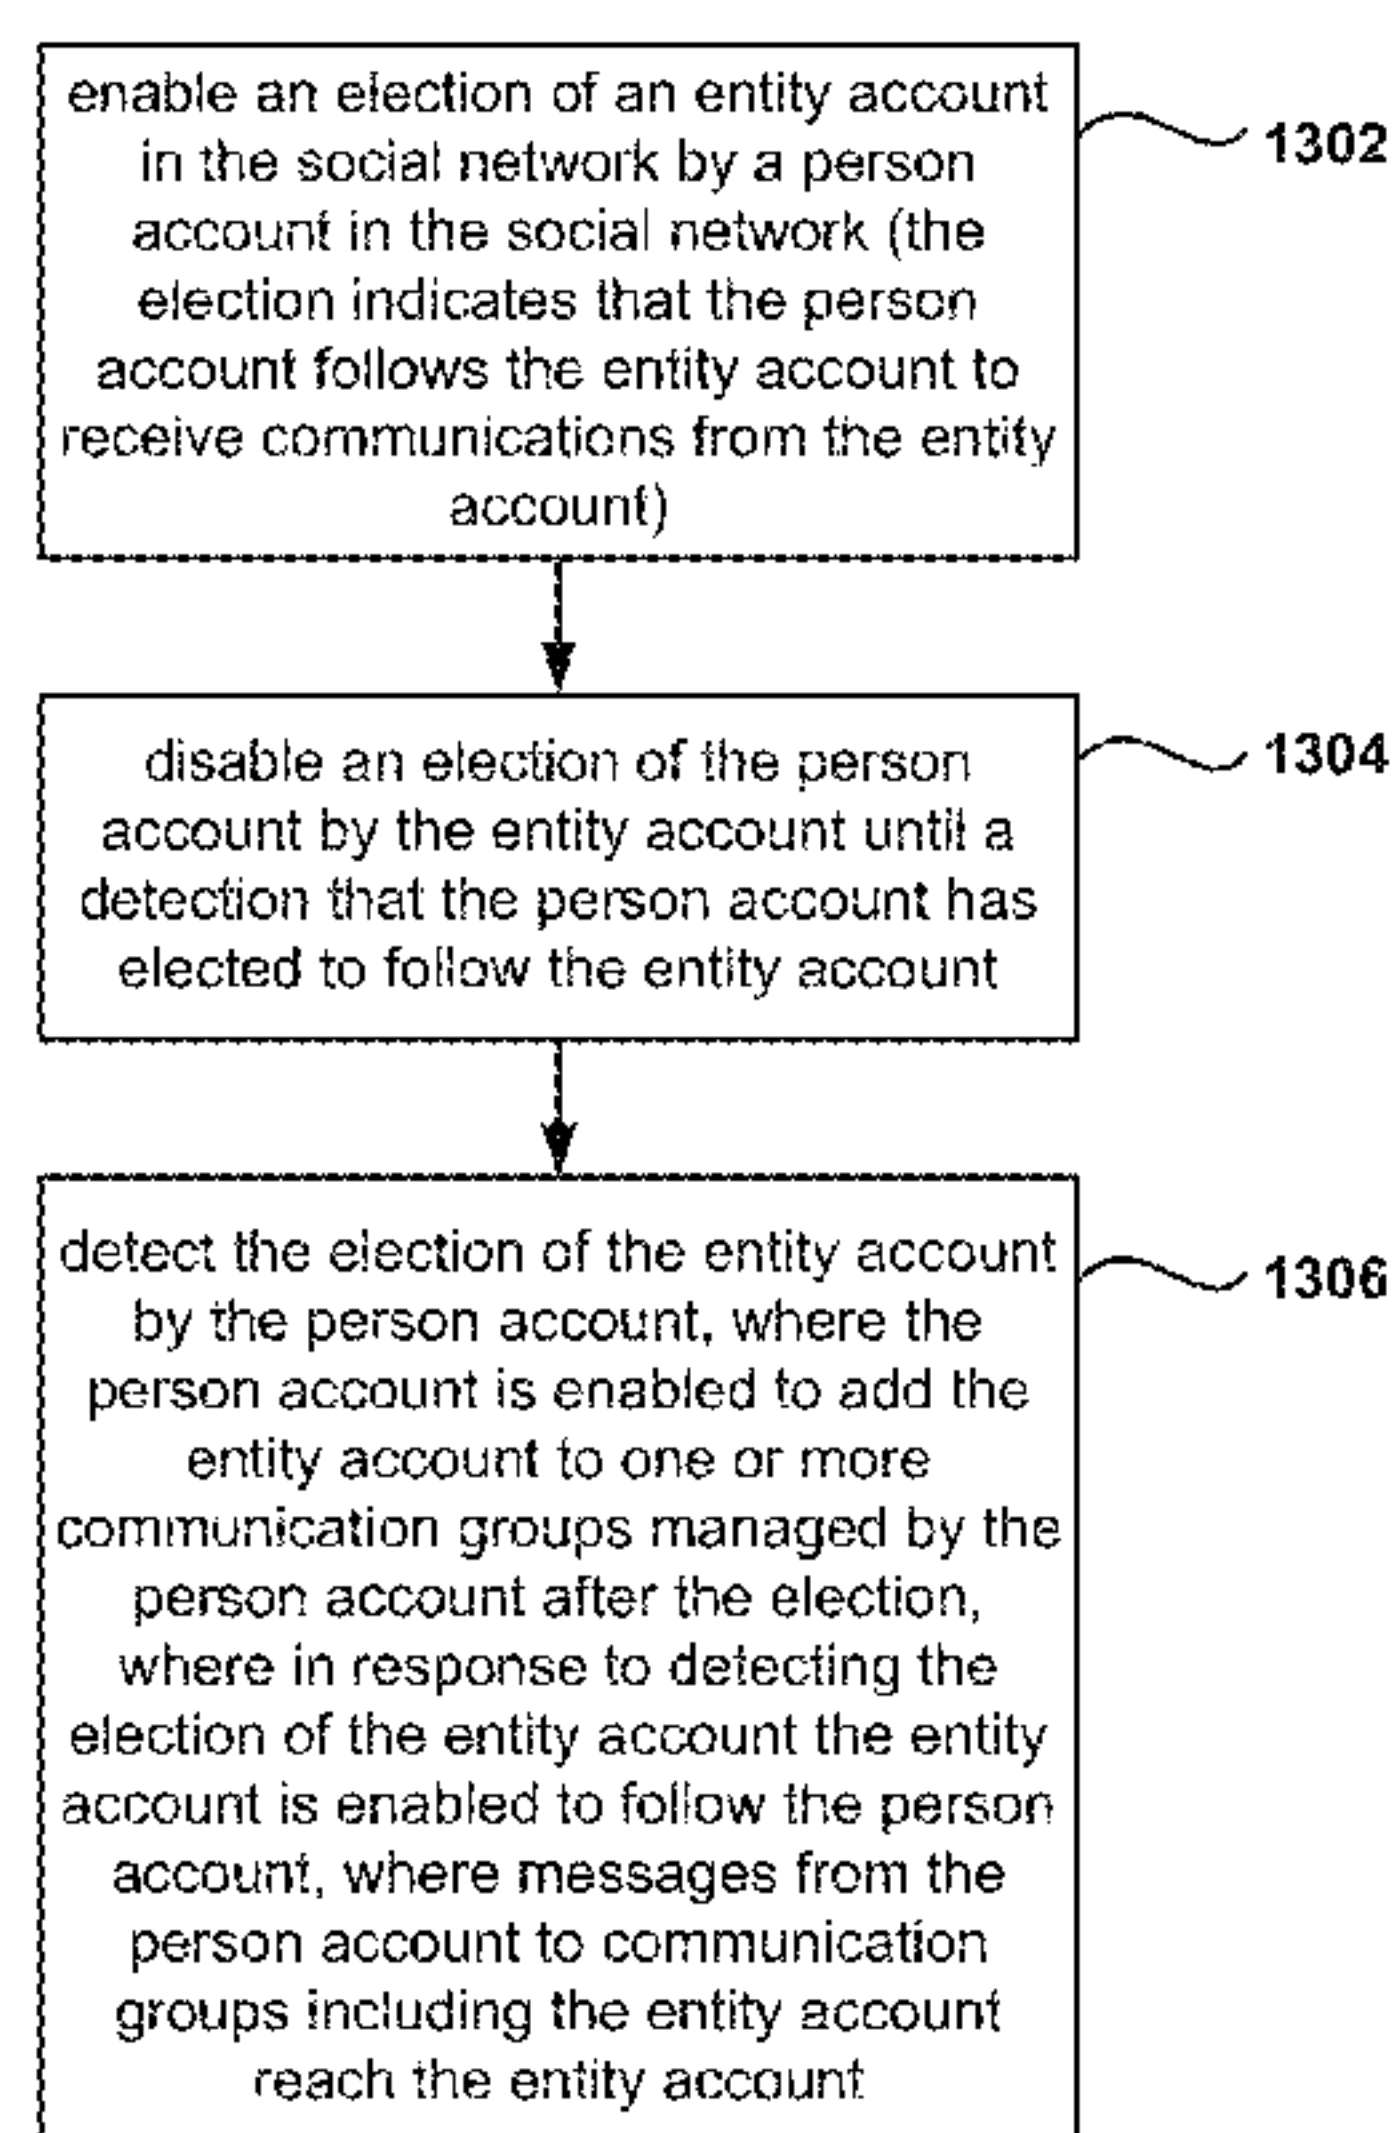 enable an election of an entity account
in the social network by a person
account in the social network (the
election indicates that the person
account follows the entity account to
receive communications from the entity
account)
1302
disable an election of the person
account by the entity account until a
detection that the person account has
elected to follow the entity account
1304
detect the election of the entity account
by the person account, where the
person account is enabled to add the
entity account to one or more
communication groups managed by the
person account after the election,
where in response to detecting the
election of the entity account the entity
account is enabled to follow the person
account, where messages from the
person account to communication
groups including the entity account
reach the entity account
1306